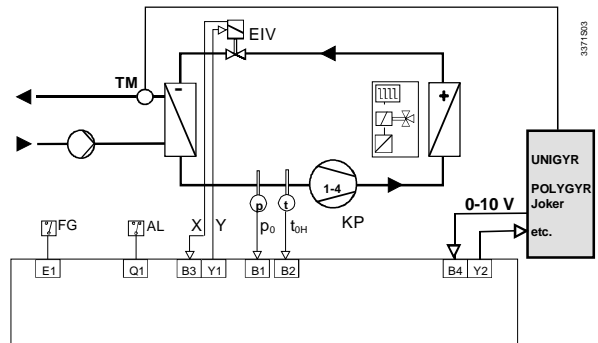 EIV
3371S03
TM
-
+
UNIGYR
POLYGYR
Joker
etc.
1-4
KP
0-10 V
p
t
FG
AL
X
Y
p₀
t₀H
E1
Q1
B3
Y1
B1
B2
B4
Y2